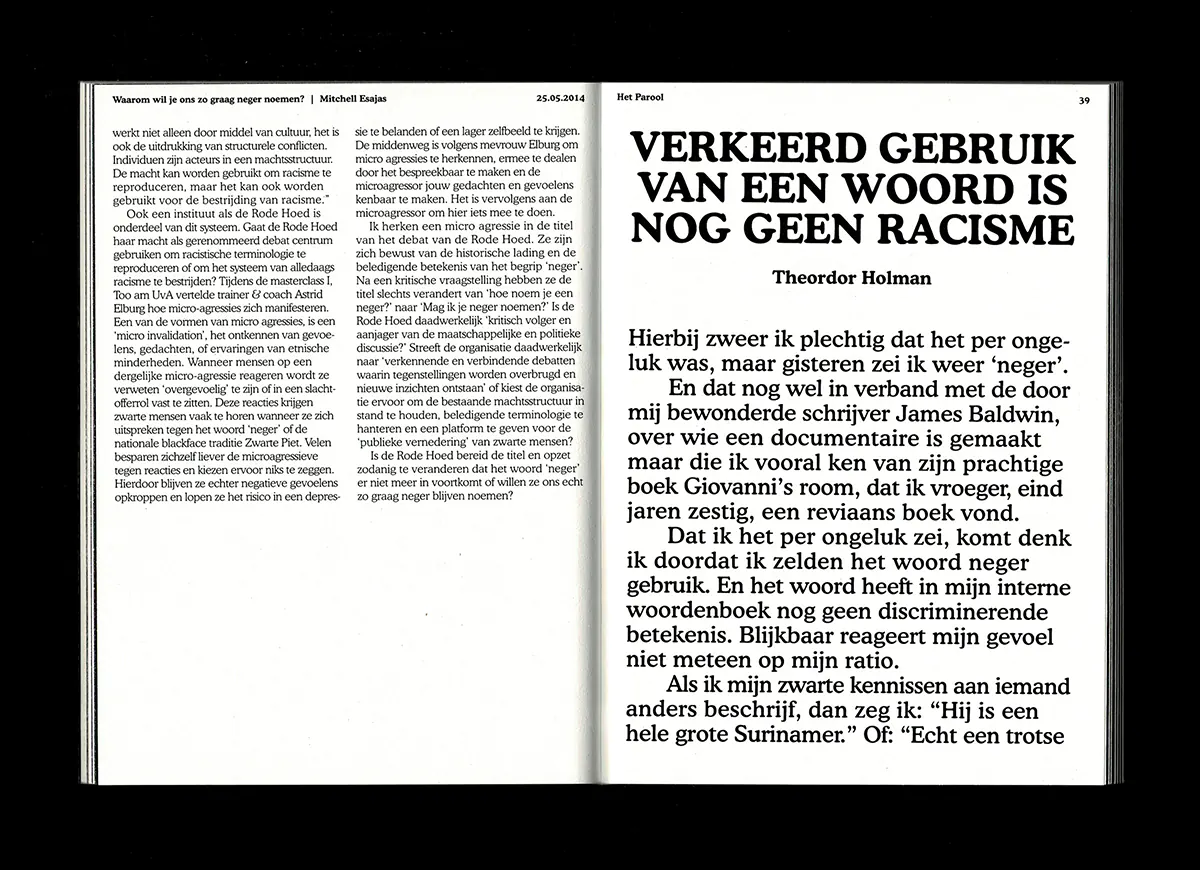 Waarom wil je ons zo graag neger noemen? | Mitchell Esajas
25.05.2014
werkt niet alleen door middel van cultuur, het is
ook de uitdrukking van structurele conflicten.
Individuen zijn acteurs in een machtsstructuur.
De macht kan worden gebruikt om racisme te
reproduceren, maar het kan ook worden
gebruikt voor de bestrijding van racisme."
Ook een instituut als de Rode Hoed is
onderdeel van dit systeem. Gaat de Rode Hoed
haar macht als gerenommeerd debat centrum
gebruiken om racistische terminologie te
reproduceren of om het systeem van alledaags
racisme te bestrijden? Tijdens de masterclass I,
Too am UvA vertelde trainer & coach Astrid
Elburg hoe micro-agressies zich manifesteren.
Een van de vormen van micro agressies, is een
‘micro invalidation’, het ontkennen van gevoe-
lens, gedachten, of ervaringen van etnische
minderheden. Wanneer mensen op een
dergelijke micro-agressie reageren wordt ze
verweten ‘overgevoelig’ te zijn of in een slacht-
offerrol vast te zitten. Deze reacties krijgen
zwarte mensen vaak te horen wanneer ze zich
uitspreken tegen het woord ‘neger’ of de
nationale blackface traditie Zwarte Piet. Velen
besparen zichzelf liever de microagressieve
tegen reacties en kiezen ervoor niks te zeggen.
Hierdoor blijven ze echter negatieve gevoelens
opkroppen en lopen ze het risico in een depres-
sie te belanden of een lager zelfbeeld te krijgen.
De middenweg is volgens mevrouw Elburg om
micro agressies te herkennen, ermee te dealen
door het bespreekbaar te maken en de
microagressor jouw gedachten en gevoelens
kenbaar te maken. Het is vervolgens aan de
microagressor om hier iets mee te doen.
Ik herken een micro agressie in de titel
van het debat van de Rode Hoed. Ze zijn
zich bewust van de historische lading en de
beledigende betekenis van het begrip ‘neger’.
Na een kritische vraagstelling hebben ze de
titel slechts verandert van ‘hoe noem je een
neger?’ naar ‘Mag ik je neger noemen?’ Is de
Rode Hoed daadwerkelijk ‘kritisch volger en
aanjager van de maatschappelijke en politieke
discussie?’ Streeft de organisatie daadwerkelijk
naar ‘verkennende en verbindende debatten
waarin tegenstellingen worden overbrugd en
nieuwe inzichten ontstaan’ of kiest de organisa-
tie ervoor om de bestaande machtsstructuur in
stand te houden, beledigende terminologie te
hanteren en een platform te geven voor de
‘publieke vernedering’ van zwarte mensen?
Is de Rode Hoed bereid de titel en opzet
zodanig te veranderen dat het woord ‘neger’
er niet meer in voortkomt of willen ze ons echt
zo graag neger blijven noemen?
Het Parool
39
VERKEERD GEBRUIK
VAN EEN WOORD IS
NOG GEEN RACISME
Theordor Holman
Hierbij zweer ik plechtig dat het per onge-
luk was, maar gisteren zei ik weer ‘neger’.
En dat nog wel in verband met de door
mij bewonderde schrijver James Baldwin,
over wie een documentaire is gemaakt
maar die ik vooral ken van zijn prachtige
boek Giovanni’s room, dat ik vroeger, eind
jaren zestig, een reviaans boek vond.
Dat ik het per ongeluk zei, komt denk
ik doordat ik zelden het woord neger
gebruik. En het woord heeft in mijn interne
woordenboek nog geen discriminerende
betekenis. Blijkbaar reageert mijn gevoel
niet meteen op mijn ratio.
Als ik mijn zwarte kennissen aan iemand
anders beschrijf, dan zeg ik: “Hij is een
hele grote Surinamer.” Of: “Echt een trotse